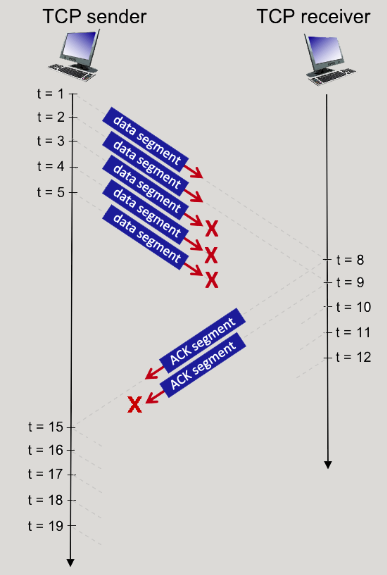 TCP sender
TCP receiver
t = 1
t = 2
t = 3
t = 4
t = 5
data segment
data segment
data segment
data segment
data segment
X
X
X
t = 8
t = 9
t = 10
t = 11
t = 12
ACK segment
ACK segment
X
t = 15
t = 16
t = 17
t = 18
t = 19